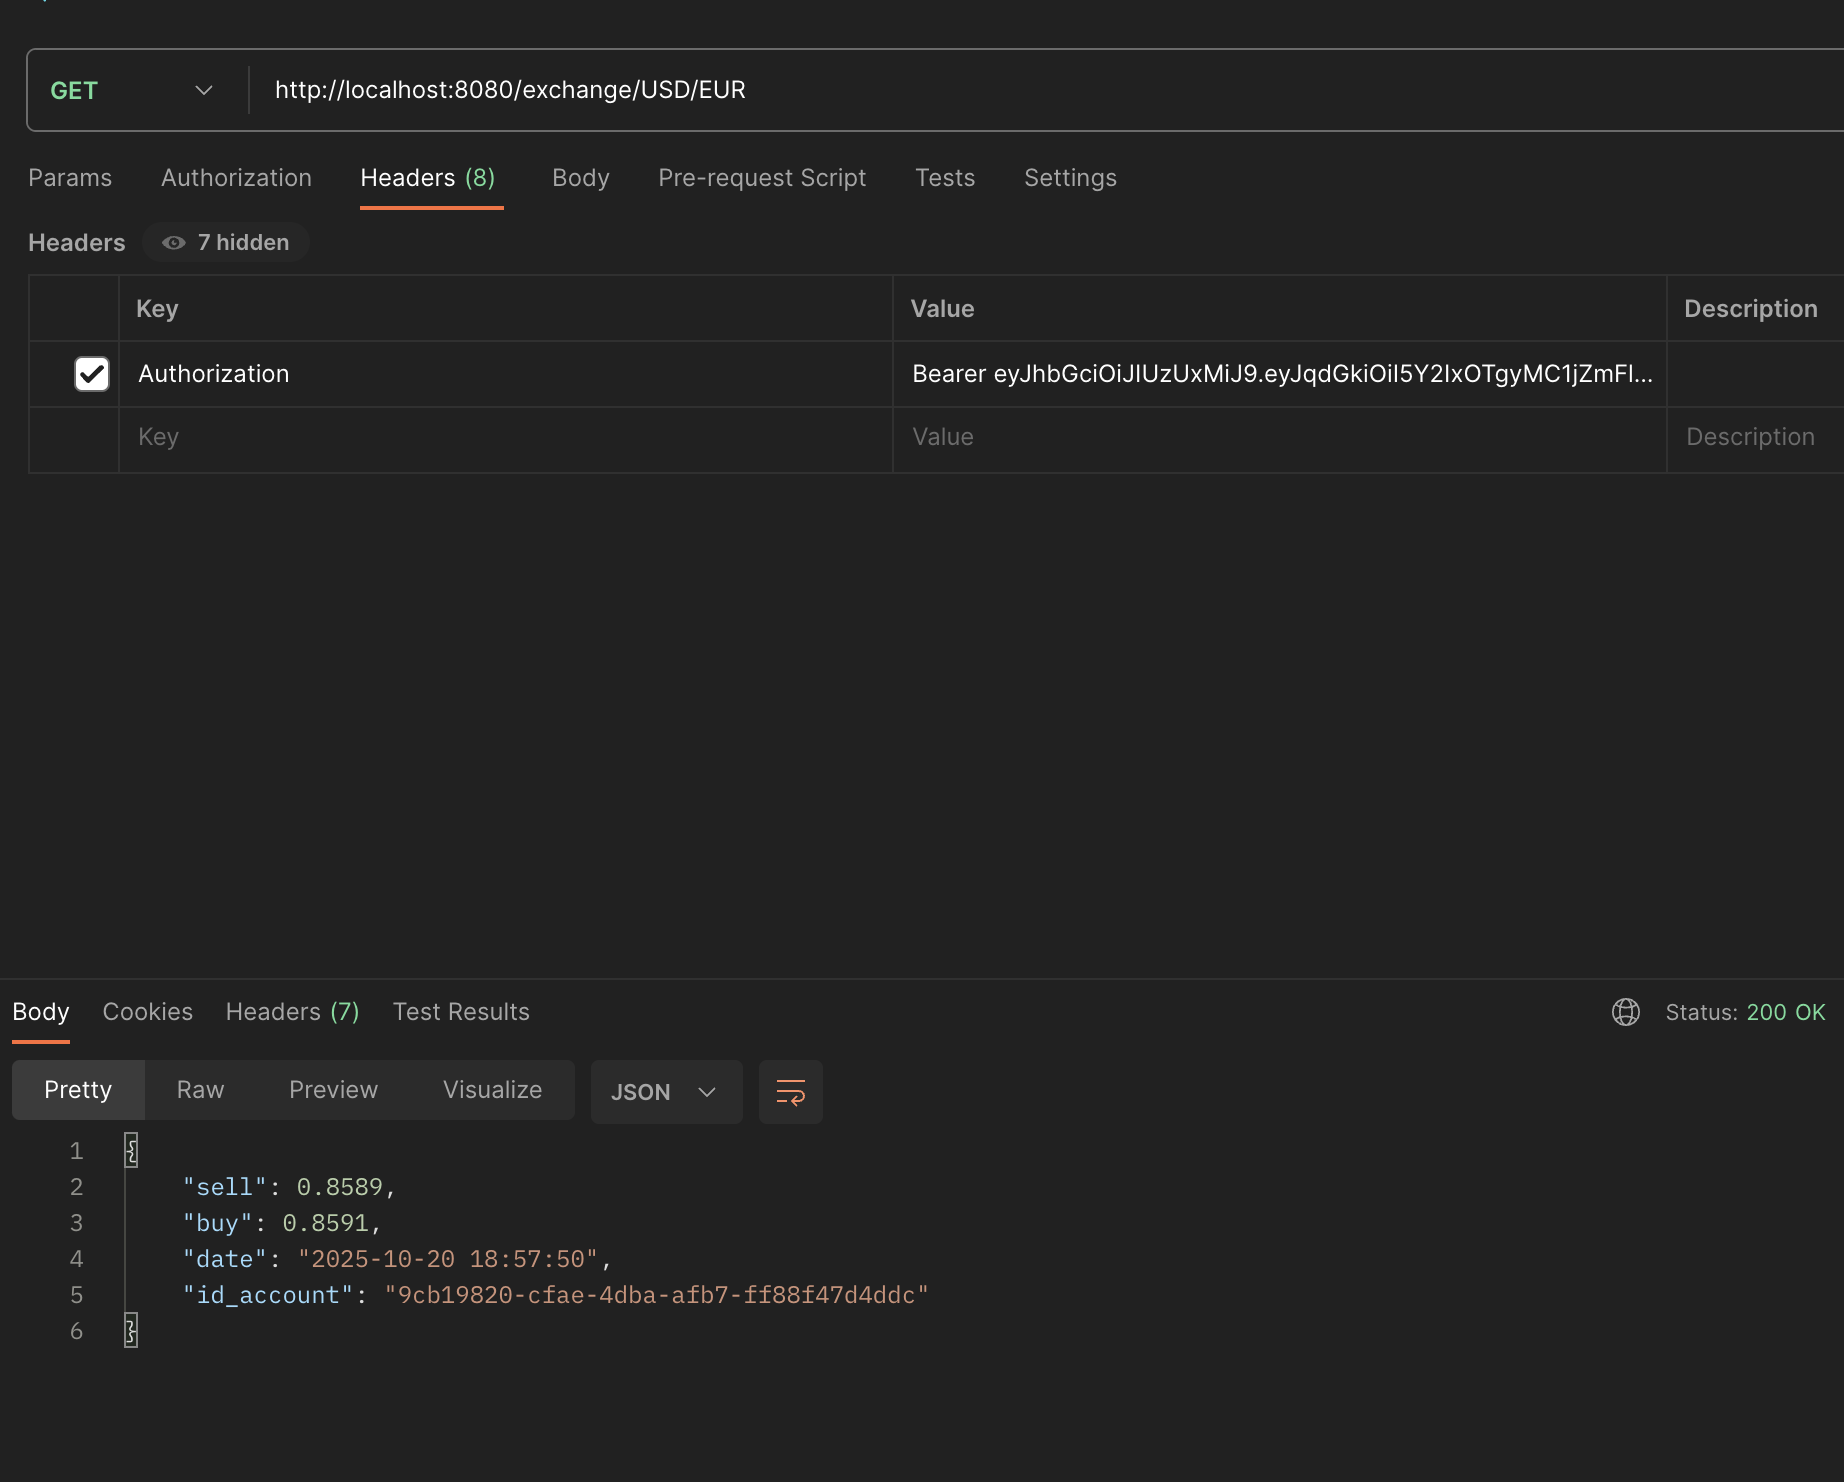 GET http://localhost:8080/exchange/USD/EUR
Params Authorization Headers (8) Body Pre-request Script Tests Settings
Headers 7 hidden
Key Value Description
Authorization Bearer eyJhbGciOiJIUzUxMiJ9.eyJqdGkiOiI5Y2IxOTgyMC1jZmFl...
Key Value Description
Body Cookies Headers (7) Test Results Status: 200 OK
Pretty Raw Preview Visualize JSON
1 {
2 "sell": 0.8589,
3 "buy": 0.8591,
4 "date": "2025-10-20 18:57:50",
5 "id_account": "9cb19820-cfae-4dba-afb7-ff88f47d4ddc"
6 }